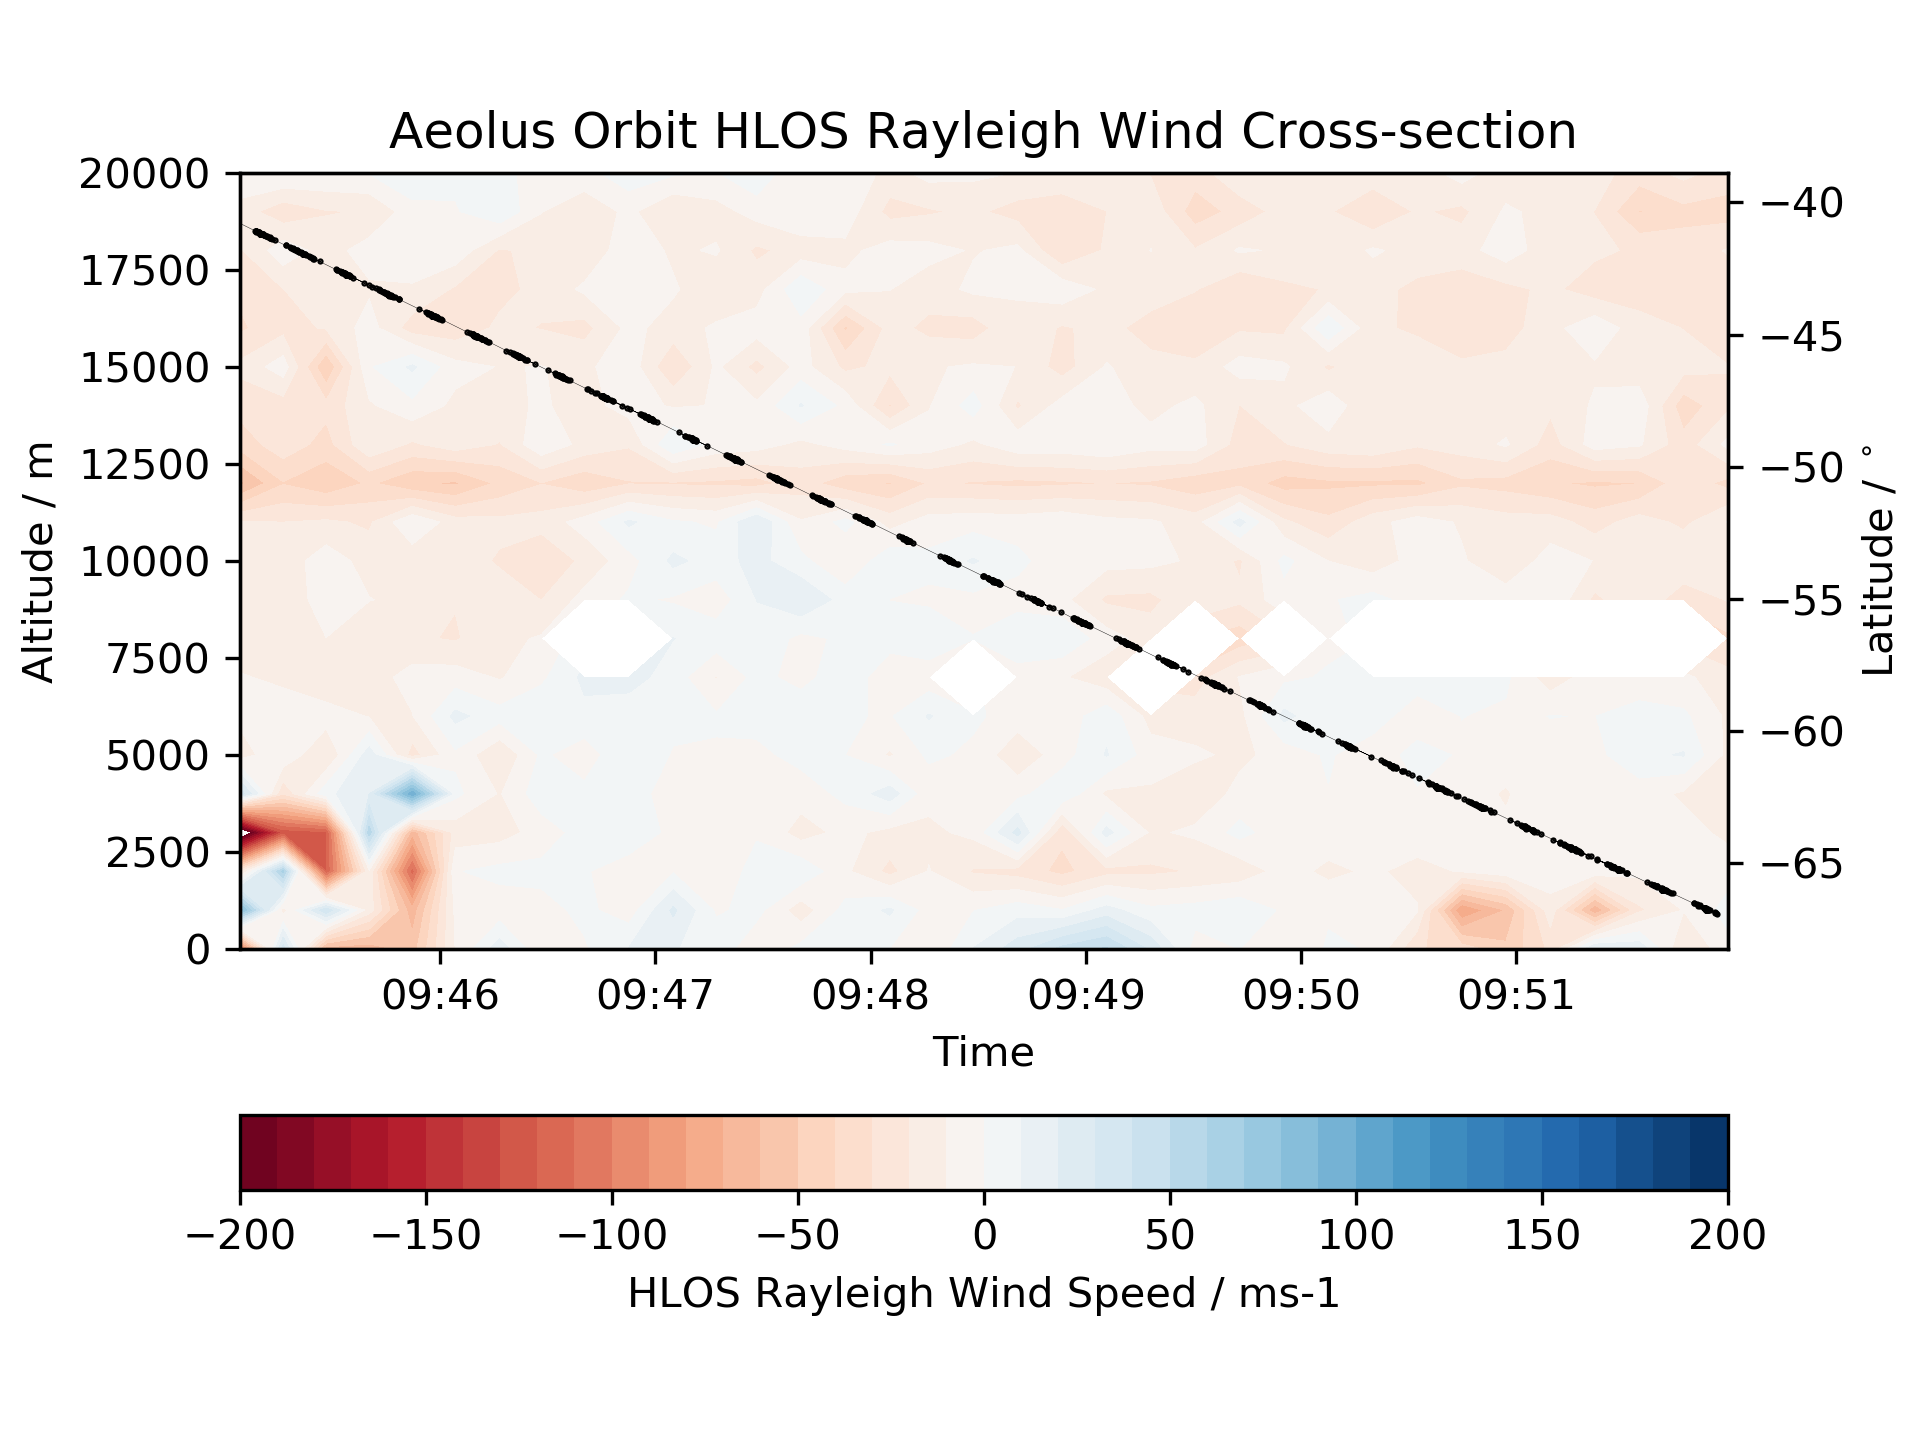 Aeolus Orbit HLOS Rayleigh Wind Cross-section
20000
17500
15000
12500
10000
7500
5000
2500
0
Altitude / m
−40
−45
−50
−55
−60
−65
Latitude / °
09:46 09:47 09:48 09:49 09:50 09:51
Time
−200 −150 −100 −50 0 50 100 150 200
HLOS Rayleigh Wind Speed / ms-1